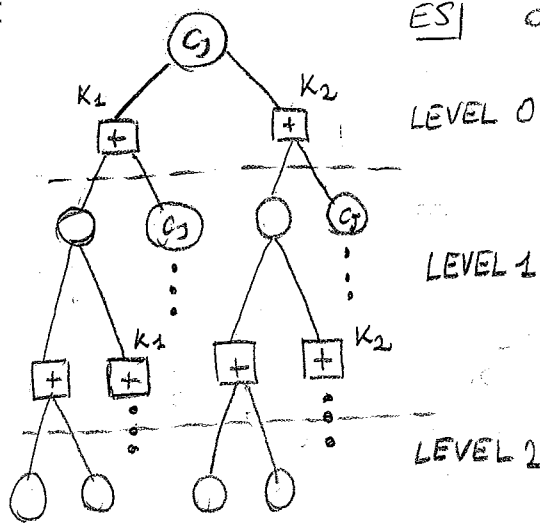 ES
Cj
K1 K2
+ + LEVEL 0
Cj Cj
LEVEL 1
K1 K2
+ + + +
LEVEL 2